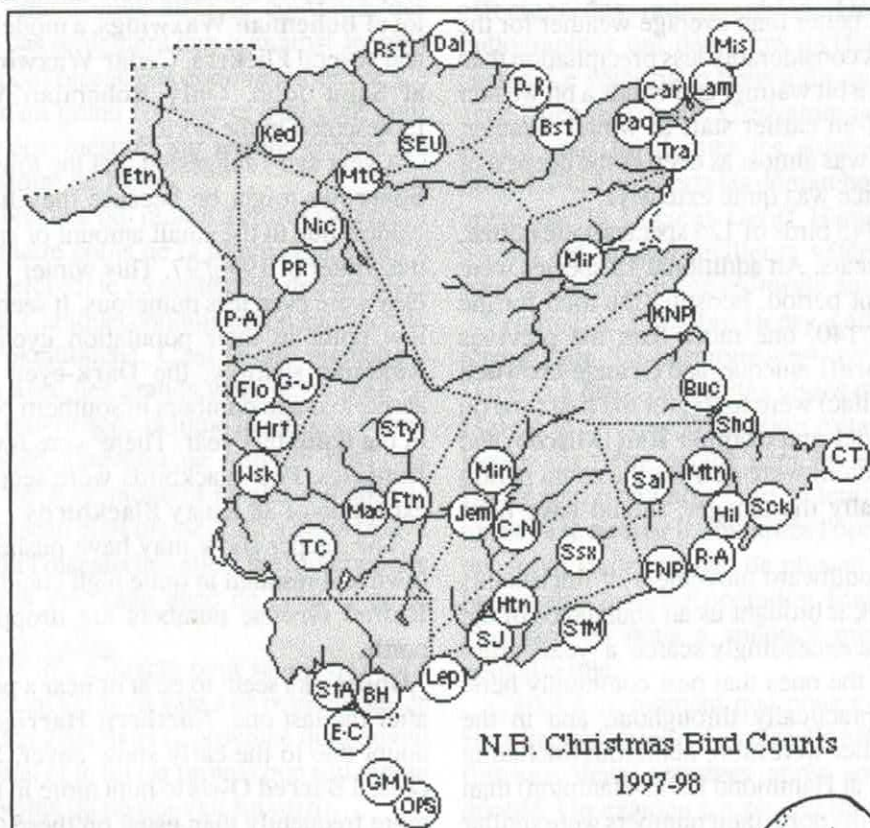 Rst
Dal
Mis
P-R
Car
Lam
Ked
SEU
Bst
Paq
Etn
MtC
Tra
Nic
PR
Mir
P-A
KNP
Flo
G-J
Buc
Hrf
Sty
Shd
CT
Wsk
Min
Sal
Mtn
Mac
Ftn
Jem
C-N
Hil
Sck
TC
Ssx
FNP
R-A
Htn
StM
SJ
StA
BH
Lep
E-C
N.B. Christmas Bird Counts
1997-98
GM
OPS